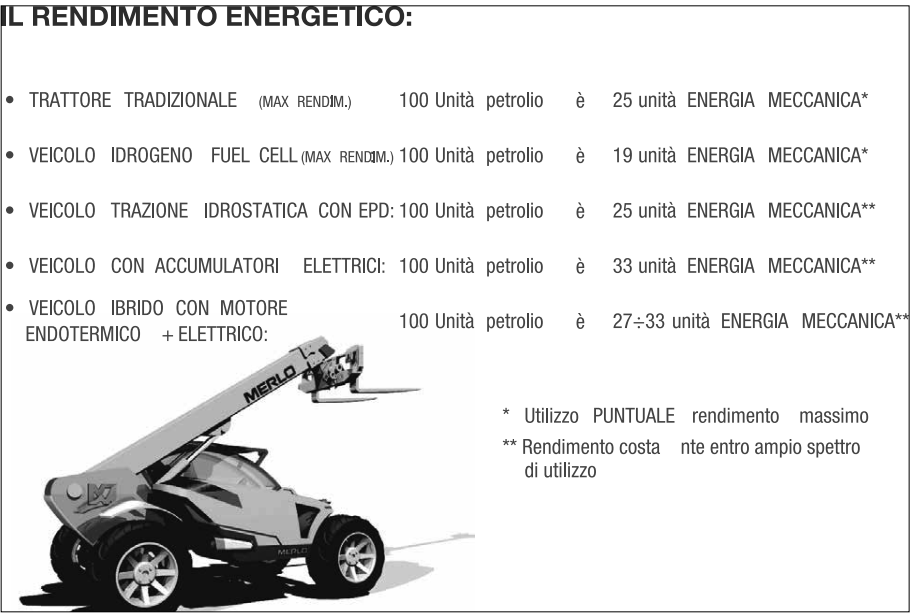 IL RENDIMENTO ENERGETICO:
• TRATTORE TRADIZIONALE (MAX RENDIM.) 100 Unità petrolio è 25 unità ENERGIA MECCANICA*
• VEICOLO IDROGENO FUEL CELL (MAX RENDIM.) 100 Unità petrolio è 19 unità ENERGIA MECCANICA*
• VEICOLO TRAZIONE IDROSTATICA CON EPD: 100 Unità petrolio è 25 unità ENERGIA MECCANICA**
• VEICOLO CON ACCUMULATORI ELETTRICI: 100 Unità petrolio è 33 unità ENERGIA MECCANICA**
• VEICOLO IBRIDO CON MOTORE
ENDOTERMICO + ELETTRICO: 100 Unità petrolio è 27÷33 unità ENERGIA MECCANICA**
MERLO
MERLO
* Utilizzo PUNTUALE rendimento massimo
** Rendimento costa nte entro ampio spettro
di utilizzo